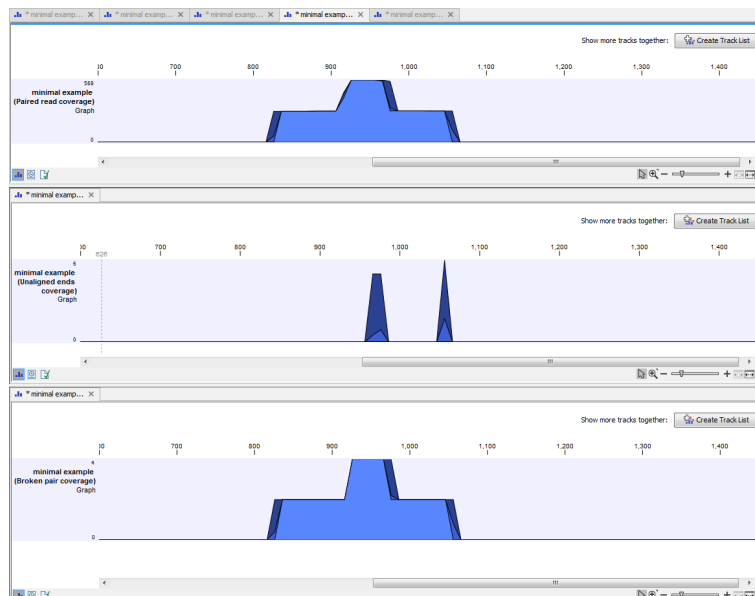 * minimal examp... * minimal examp... * minimal examp... * minimal examp... * minimal examp...
Show more tracks together: Create Track List
700 800 900 1,000 1,100 1,200 1,300 1,400
minimal example
(Paired read coverage)
Graph
569
0
* minimal examp...
Show more tracks together: Create Track List
700 800 900 1,000 1,100 1,200 1,300 1,400
626
minimal example
(Unaligned ends
coverage)
Graph
6
0
* minimal examp...
Show more tracks together: Create Track List
700 800 900 1,000 1,100 1,200 1,300 1,400
minimal example
(Broken pair coverage)
Graph
4
0